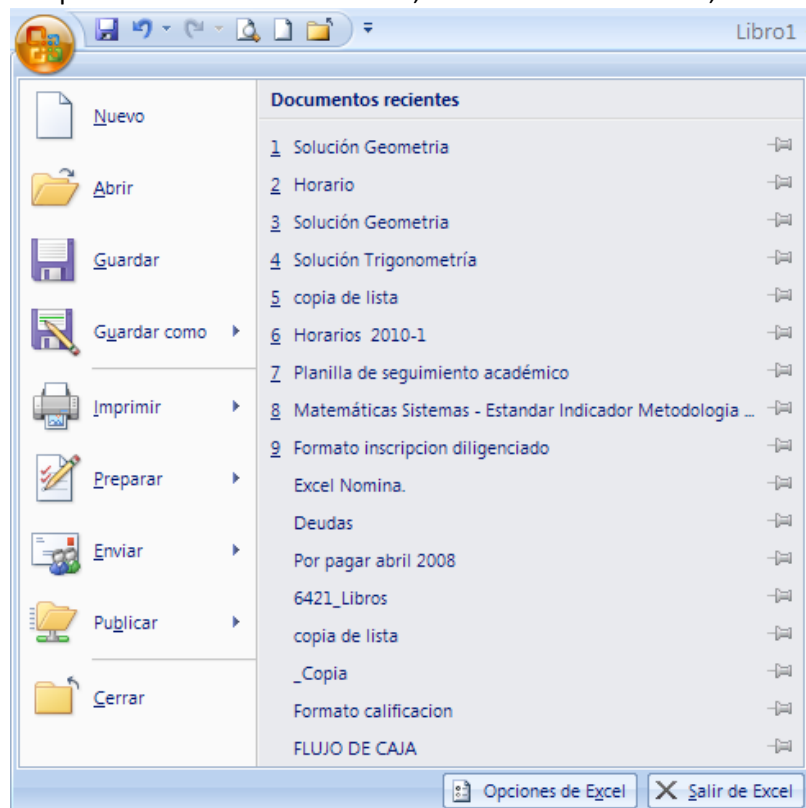 Libro1
Nuevo
Abrir
Guardar
Guardar como
Imprimir
Preparar
Enviar
Publicar
Cerrar
Documentos recientes
1 Solución Geometria
2 Horario
3 Solución Geometria
4 Solución Trigonometría
5 copia de lista
6 Horarios 2010-1
7 Planilla de seguimiento académico
8 Matemáticas Sistemas - Estandar Indicador Metodologia ...
9 Formato inscripcion diligenciado
Excel Nomina.
Deudas
Por pagar abril 2008
6421_Libros
copia de lista
_Copia
Formato calificacion
FLUJO DE CAJA
Opciones de Excel
Salir de Excel